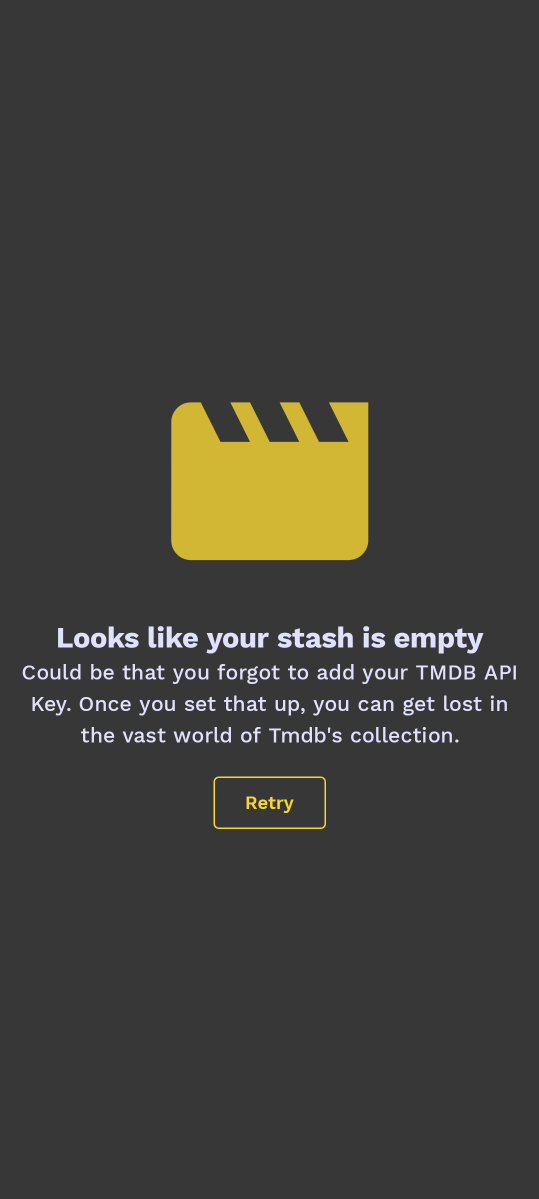 Looks like your stash is empty
Could be that you forgot to add your TMDB API
Key. Once you set that up, you can get lost in
the vast world of Tmdb's collection.
Retry